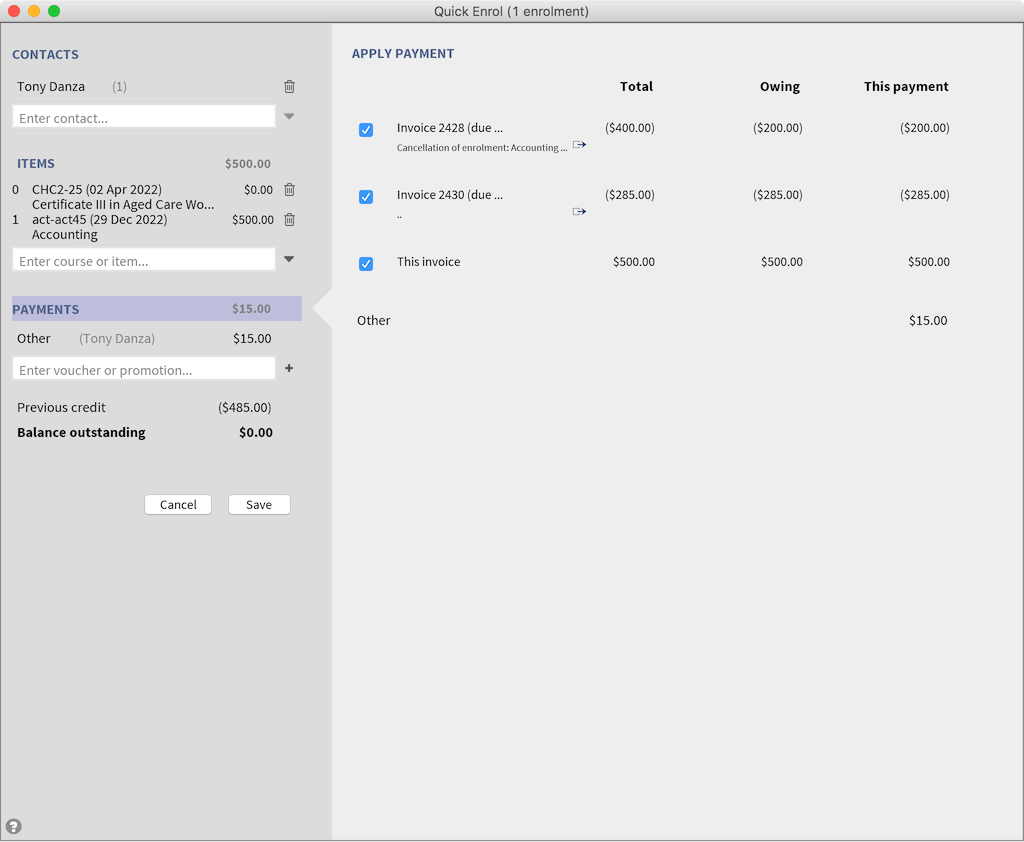 Quick Enrol (1 enrolment)
CONTACTS
Tony Danza (1)
Enter contact...
ITEMS $500.00
0 CHC2-25 (02 Apr 2022) $0.00
Certificate III in Aged Care Wo...
1 act-act45 (29 Dec 2022) $500.00
Accounting
Enter course or item...
PAYMENTS $15.00
Other (Tony Danza) $15.00
Enter voucher or promotion... +
Previous credit ($485.00)
Balance outstanding $0.00
Cancel Save
?
APPLY PAYMENT
Total Owing This payment
Invoice 2428 (due ... ($400.00) ($200.00) ($200.00)
Cancellation of enrolment: Accounting ...
Invoice 2430 (due ... ($285.00) ($285.00) ($285.00)
..
This invoice $500.00 $500.00 $500.00
Other $15.00